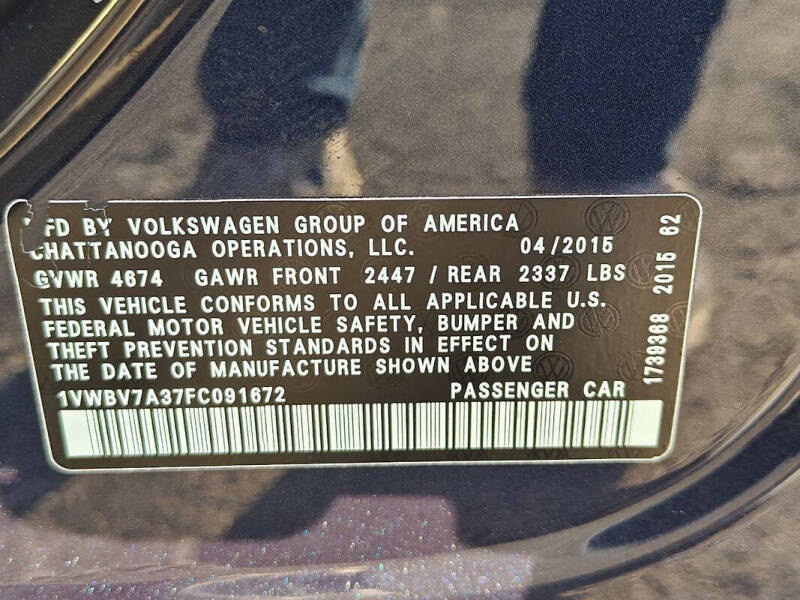 MFD BY VOLKSWAGEN GROUP OF AMERICA
CHATTANOOGA OPERATIONS, LLC. 04/2015
GVWR 4674 GAWR FRONT 2447 / REAR 2337 LBS
THIS VEHICLE CONFORMS TO ALL APPLICABLE U.S.
FEDERAL MOTOR VEHICLE SAFETY, BUMPER AND
THEFT PREVENTION STANDARDS IN EFFECT ON
THE DATE OF MANUFACTURE SHOWN ABOVE
1VWBV7A37FC091672 PASSENGER CAR
1739368 2015 62